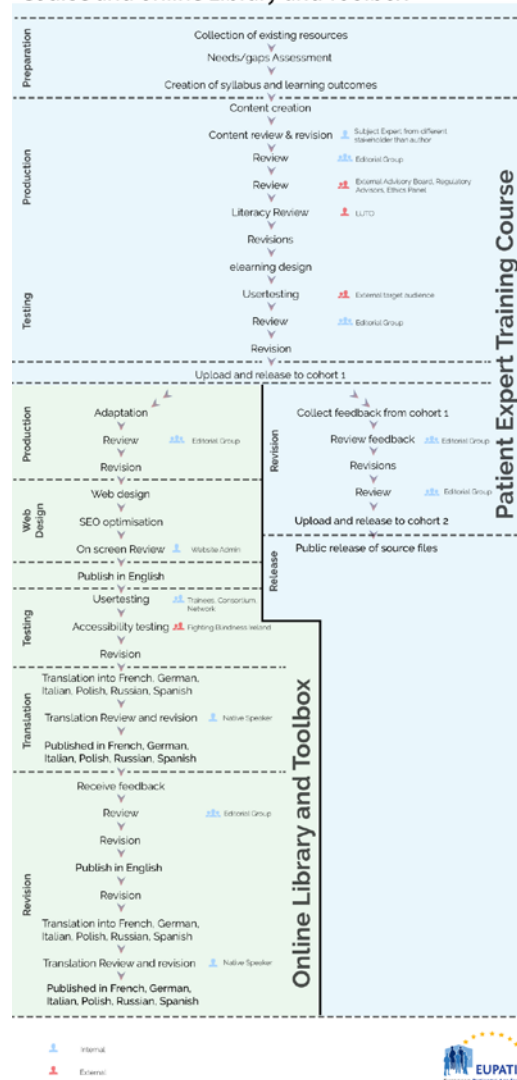 Preparation
Collection of existing resources
Needs/gaps Assessment
Creation of syllabus and learning outcomes
Production
Content creation
Content review & revision
Subject Expert from different
stakeholder than author
Review
Editorial Group
Review
External Advisory Board, Regulatory
Advisors, Ethics Panel
Literacy Review
LUTO
Revisions
elearning design
Testing
Usertesting
External target audience
Review
Editorial Group
Revision
Upload and release to cohort 1
Patient Expert Training Course
Production
Adaptation
Review
Editorial Group
Revision
Web
Design
Web design
SEO optimisation
On screen Review
Website Admin
Publish in English
Testing
Usertesting
Trainees, Consortium,
Network
Accessibility testing
Fighting Blindness Ireland
Revision
Translation
Translation into French, German,
Italian, Polish, Russian, Spanish
Translation Review and revision
Native Speaker
Published in French, German,
Italian, Polish, Russian, Spanish
Revision
Receive feedback
Review
Editorial Group
Revision
Publish in English
Revision
Translation into French, German,
Italian, Polish, Russian, Spanish
Translation Review and revision
Native Speaker
Published in French, German,
Italian, Polish, Russian, Spanish
Online Library and Toolbox
Revision
Collect feedback from cohort 1
Review feedback
Editorial Group
Revisions
Review
Editorial Group
Upload and release to cohort 2
Release
Public release of source files
Internal
External
EUPATI